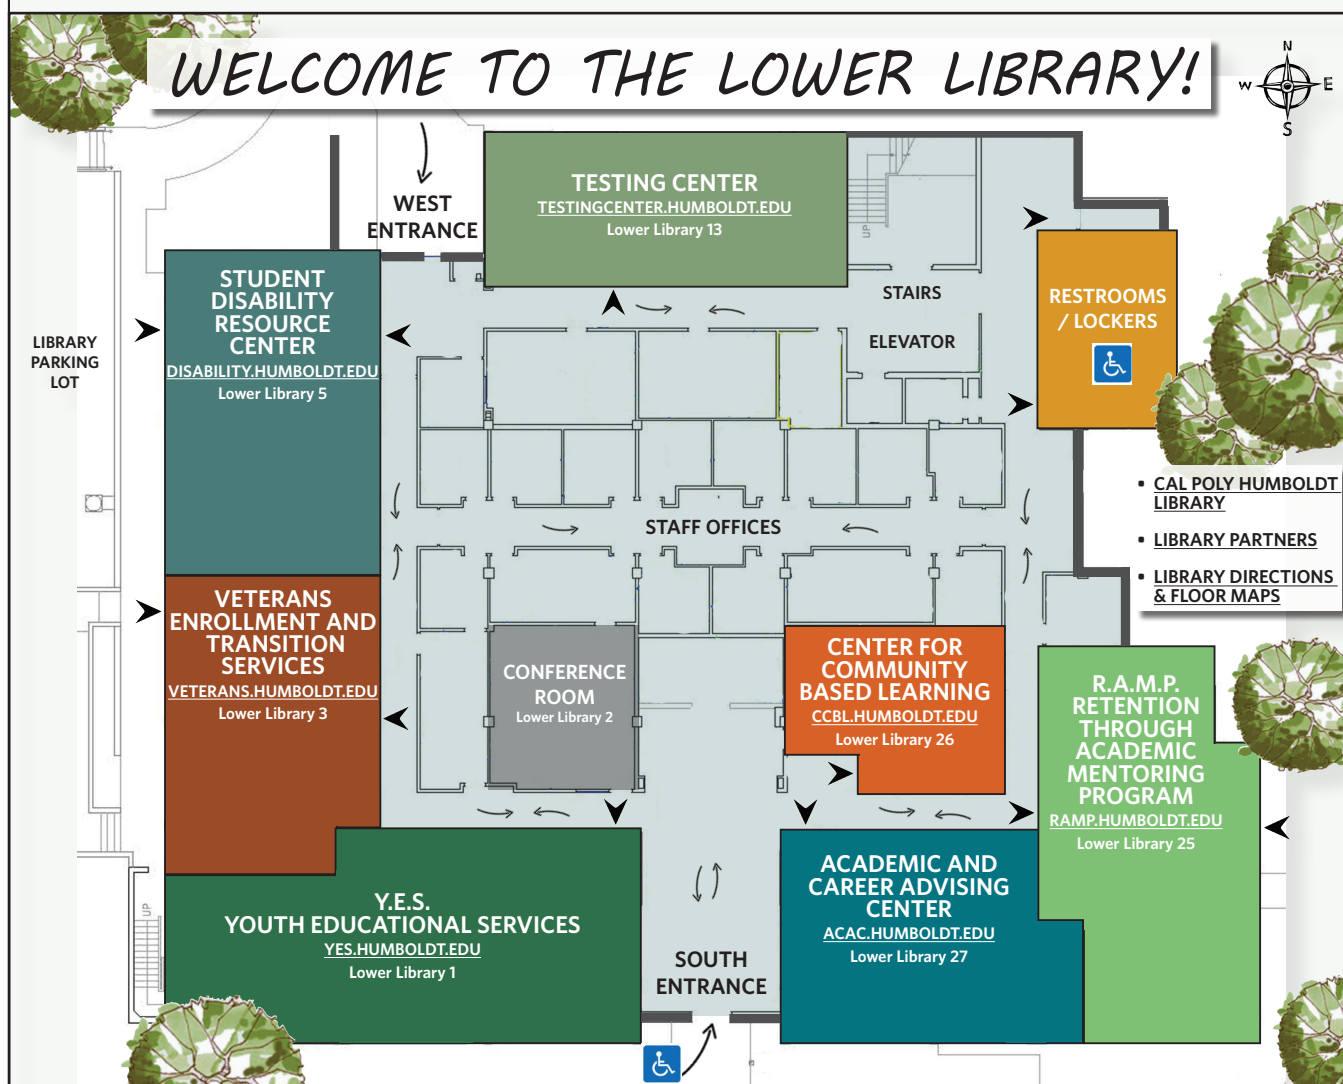 WELCOME TO THE LOWER LIBRARY!
N
W
E
S
WEST
ENTRANCE
TESTING CENTER
TESTINGCENTER.HUMBOLDT.EDU
Lower Library 13
UP
STAIRS
ELEVATOR
RESTROOMS
/ LOCKERS
STUDENT
DISABILITY
RESOURCE
CENTER
DISABILITY.HUMBOLDT.EDU
Lower Library 5
LIBRARY
PARKING
LOT
• CAL POLY HUMBOLDT
LIBRARY
• LIBRARY PARTNERS
• LIBRARY DIRECTIONS
& FLOOR MAPS
STAFF OFFICES
VETERANS
ENROLLMENT AND
TRANSITION
SERVICES
VETERANS.HUMBOLDT.EDU
Lower Library 3
CONFERENCE
ROOM
Lower Library 2
CENTER FOR
COMMUNITY
BASED LEARNING
CCBL.HUMBOLDT.EDU
Lower Library 26
R.A.M.P.
RETENTION
THROUGH
ACADEMIC
MENTORING
PROGRAM
RAMP.HUMBOLDT.EDU
Lower Library 25
UP
Y.E.S.
YOUTH EDUCATIONAL SERVICES
YES.HUMBOLDT.EDU
Lower Library 1
SOUTH
ENTRANCE
ACADEMIC AND
CAREER ADVISING
CENTER
ACAC.HUMBOLDT.EDU
Lower Library 27